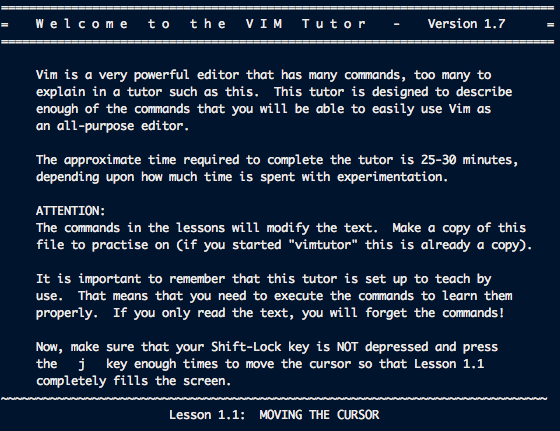 ===============================================================================
=    W e l c o m e   t o   t h e   V I M   T u t o r    -    Version 1.7      =
===============================================================================
Vim is a very powerful editor that has many commands, too many to
explain in a tutor such as this.  This tutor is designed to describe
enough of the commands that you will be able to easily use Vim as
an all-purpose editor.
The approximate time required to complete the tutor is 25-30 minutes,
depending upon how much time is spent with experimentation.
ATTENTION:
The commands in the lessons will modify the text.  Make a copy of this
file to practise on (if you started "vimtutor" this is already a copy).
It is important to remember that this tutor is set up to teach by
use.  That means that you need to execute the commands to learn them
properly.  If you only read the text, you will forget the commands!
Now, make sure that your Shift-Lock key is NOT depressed and press
the   j   key enough times to move the cursor so that Lesson 1.1
completely fills the screen.
~~~~~~~~~~~~~~~~~~~~~~~~~~~~~~~~~~~~~~~~~~~~~~~~~~~~~~~~~~~~~~~~~~~~~~~~~~~~~~
Lesson 1.1:  MOVING THE CURSOR